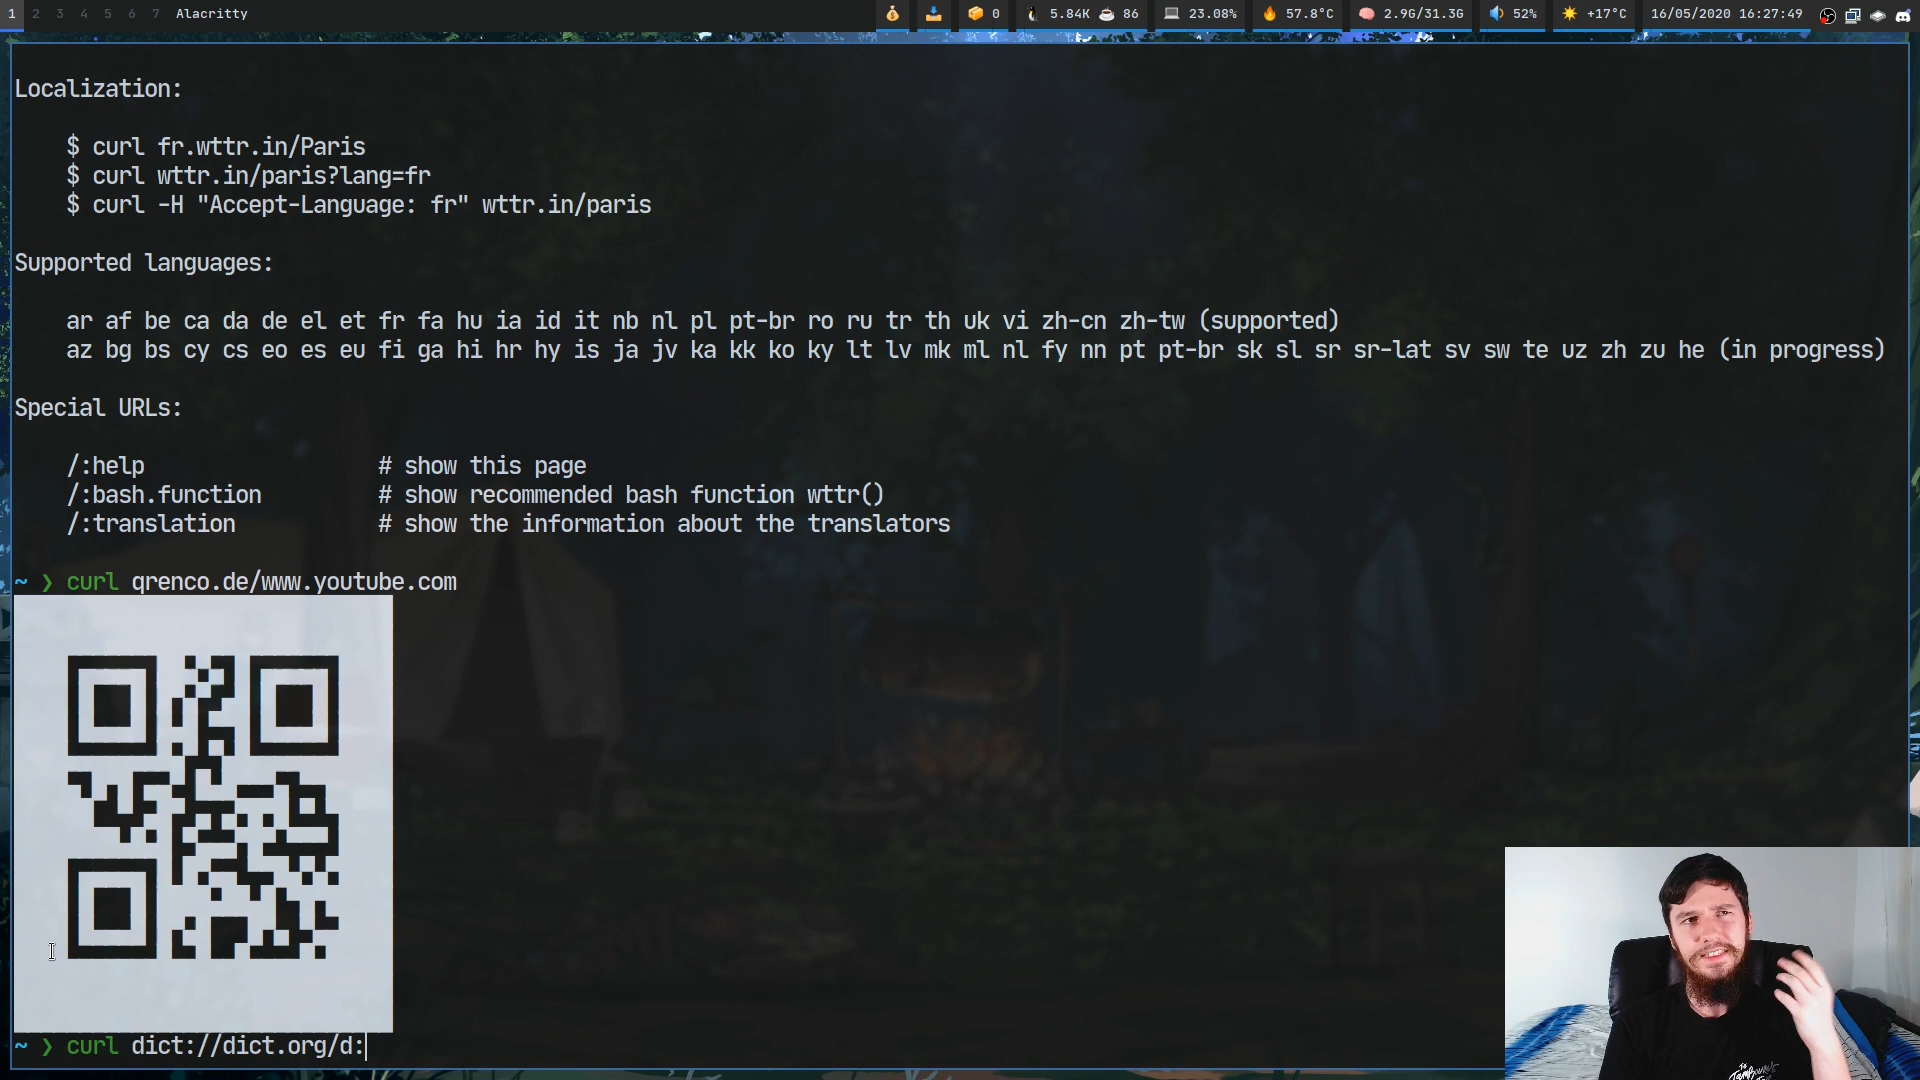 1 2 3 4 5 6 7 Alacritty 0 5.84K 86 23.08% 57.8°C 2.9G/31.3G 52% +17°C 16/05/2020 16:27:49
Localization:
$ curl fr.wttr.in/Paris
$ curl wttr.in/paris?lang=fr
$ curl -H "Accept-Language: fr" wttr.in/paris
Supported languages:
ar af be ca da de el et fr fa hu ia id it nb nl pl pt-br ro ru tr th uk vi zh-cn zh-tw (supported)
az bg bs cy cs eo es eu fi ga hi hr hy is ja jv ka kk ko ky lt lv mk ml nl fy nn pt pt-br sk sl sr sr-lat sv sw te uz zh zu he (in progress)
Special URLs:
/:help # show this page
/:bash.function # show recommended bash function wttr()
/:translation # show the information about the translators
~ ❯ curl qrenco.de/www.youtube.com
~ ❯ curl dict://dict.org/d: